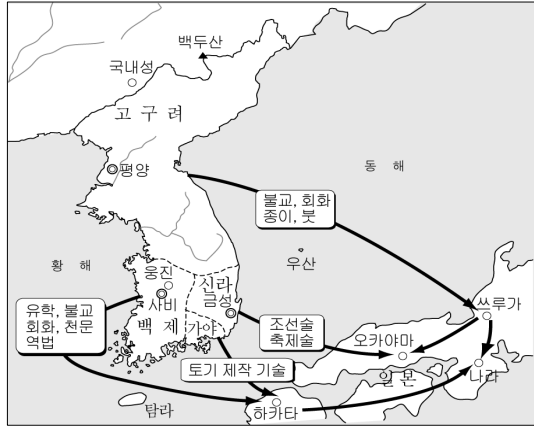 백두산
국내성
고 구 려
평양
동 해
불교, 회화
종이, 붓
우산
황 해
웅진
신라
금성
사비
백 제
가야
유학, 불교
회화, 천문
역법
조선술
축제술
토기 제작 기술
쓰루가
오카야마
일본
나라
하카타
탐라